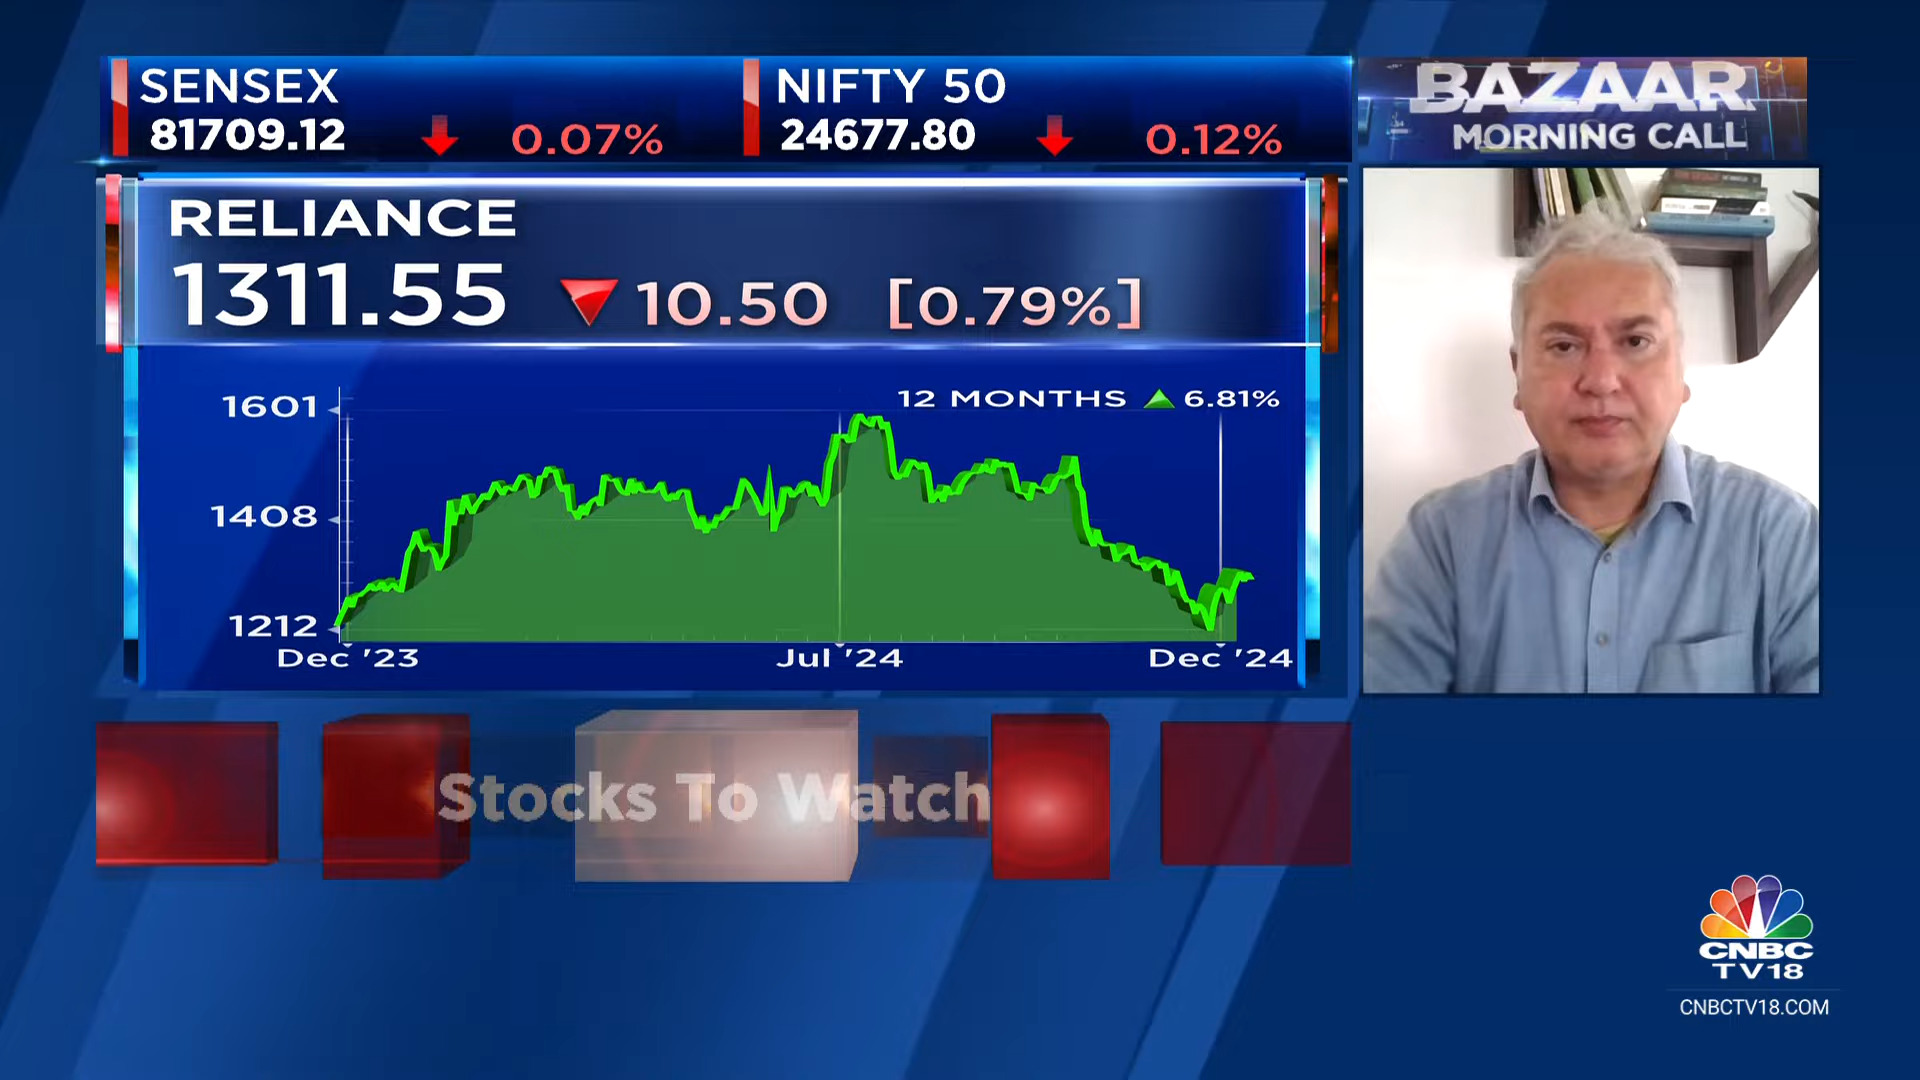 SENSEX
81709.12 0.07%
NIFTY 50
24677.80 0.12%
BAZAAR
MORNING CALL
RELIANCE
1311.55 10.50 [0.79%]
12 MONTHS 6.81%
1601
1408
1212
Dec '23 Jul '24 Dec '24
Stocks To Watch
CNBC
TV18
CNBCTV18.COM